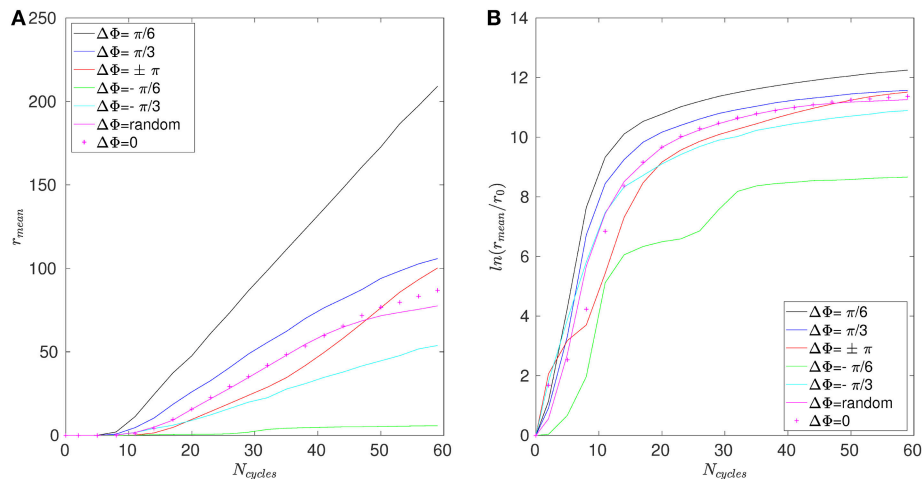 A
250
200
150
100
50
0
r_mean
0 10 20 30 40 50 60
N_cycles
ΔΦ= π/6
ΔΦ= π/3
ΔΦ= ± π
ΔΦ=- π/6
ΔΦ=- π/3
ΔΦ=random
ΔΦ=0
B
14
12
10
8
6
4
2
0
ln(r_mean/r_0)
0 10 20 30 40 50 60
N_cycles
ΔΦ= π/6
ΔΦ= π/3
ΔΦ= ± π
ΔΦ=- π/6
ΔΦ=- π/3
ΔΦ=random
ΔΦ=0